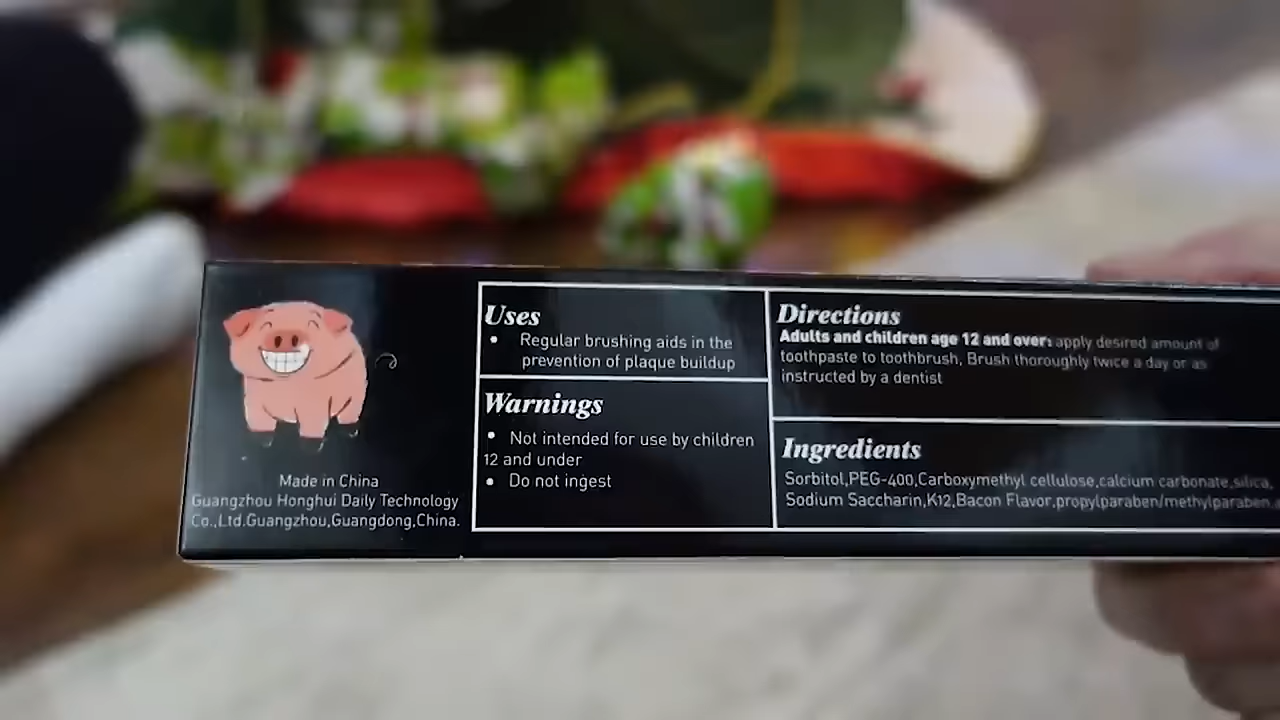 Made in China
Guangzhou Honghui Daily Technology
Co.,Ltd.Guangzhou,Guangdong,China.
Uses
• Regular brushing aids in the
prevention of plaque buildup
Warnings
• Not intended for use by children
12 and under
• Do not ingest
Directions
Adults and children age 12 and over: apply desired amount of
toothpaste to toothbrush, Brush thoroughly twice a day or as
instructed by a dentist
Ingredients
Sorbitol,PEG-400,Carboxymethyl cellulose,calcium carbonate,silica,
Sodium Saccharin,K12,Bacon Flavor,propylparaben/methylparaben,